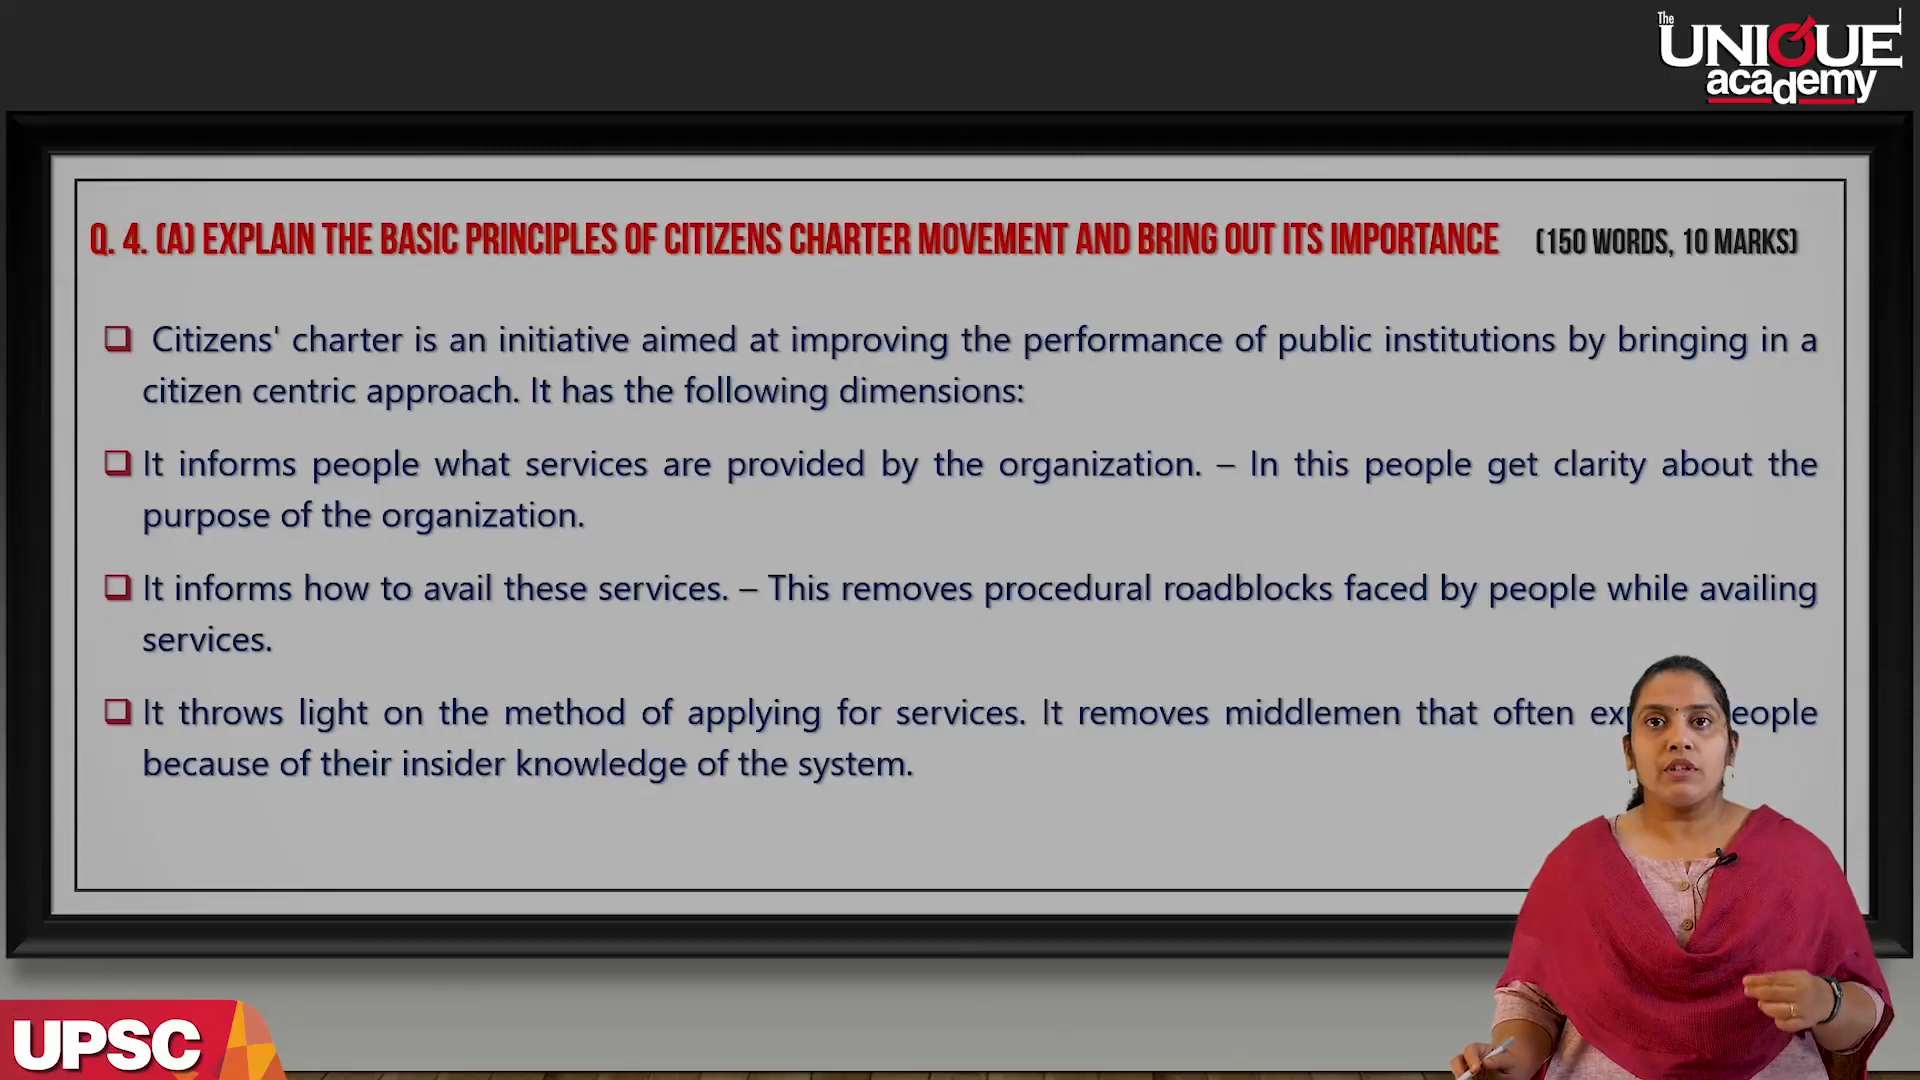 The
UNIQUE
academy
Q. 4. (A) EXPLAIN THE BASIC PRINCIPLES OF CITIZENS CHARTER MOVEMENT AND BRING OUT ITS IMPORTANCE (150 WORDS, 10 MARKS)
Citizens' charter is an initiative aimed at improving the performance of public institutions by bringing in a
citizen centric approach. It has the following dimensions:
It informs people what services are provided by the organization. – In this people get clarity about the
purpose of the organization.
It informs how to avail these services. – This removes procedural roadblocks faced by people while availing
services.
It throws light on the method of applying for services. It removes middlemen that often
because of their insider knowledge of the system.
UPSC